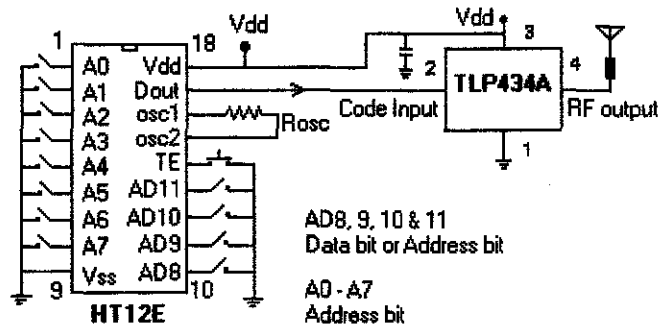 1
18
Vdd
Vdd
3
A0
Vdd
2
TLP434A
4
A1
Dout
Code Input
RF output
A2
osc1
Rosc
A3
osc2
1
A4
TE
A5
AD11
A6
AD10
A7
AD9
Vss
AD8
9
10
HT12E
AD8, 9, 10 & 11
Data bit or Address bit
A0 - A7
Address bit